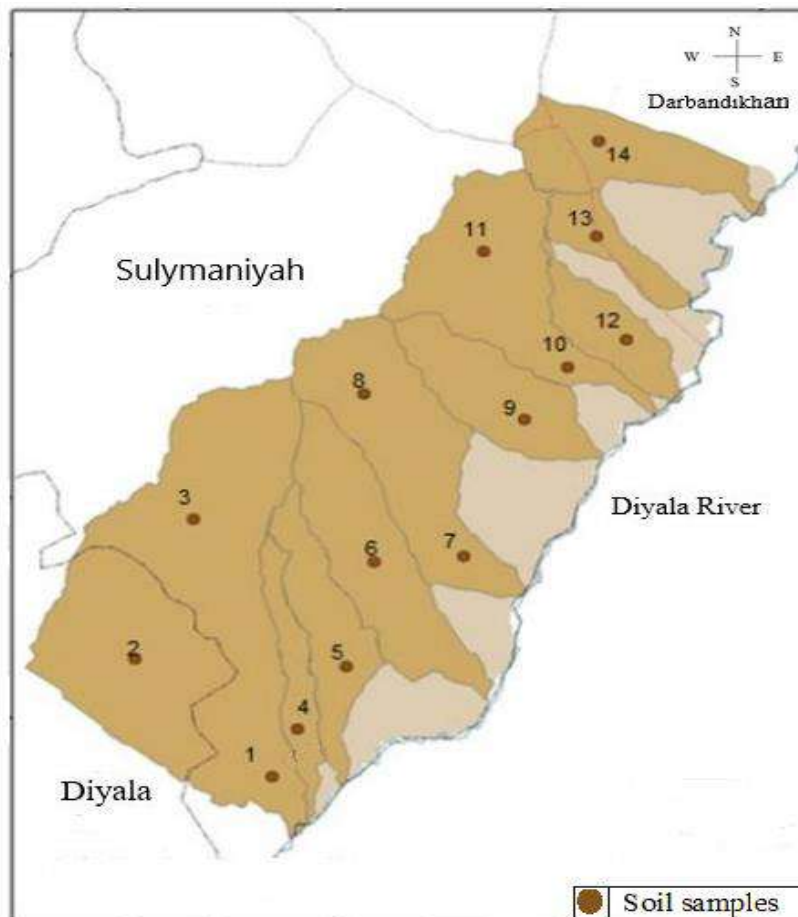 N
W E
S
Darbandikhan
14
13
11
Sulymaniyah
12
10
8
9
3
Diyala River
7
6
2
5
4
1
Diyala
Soil samples